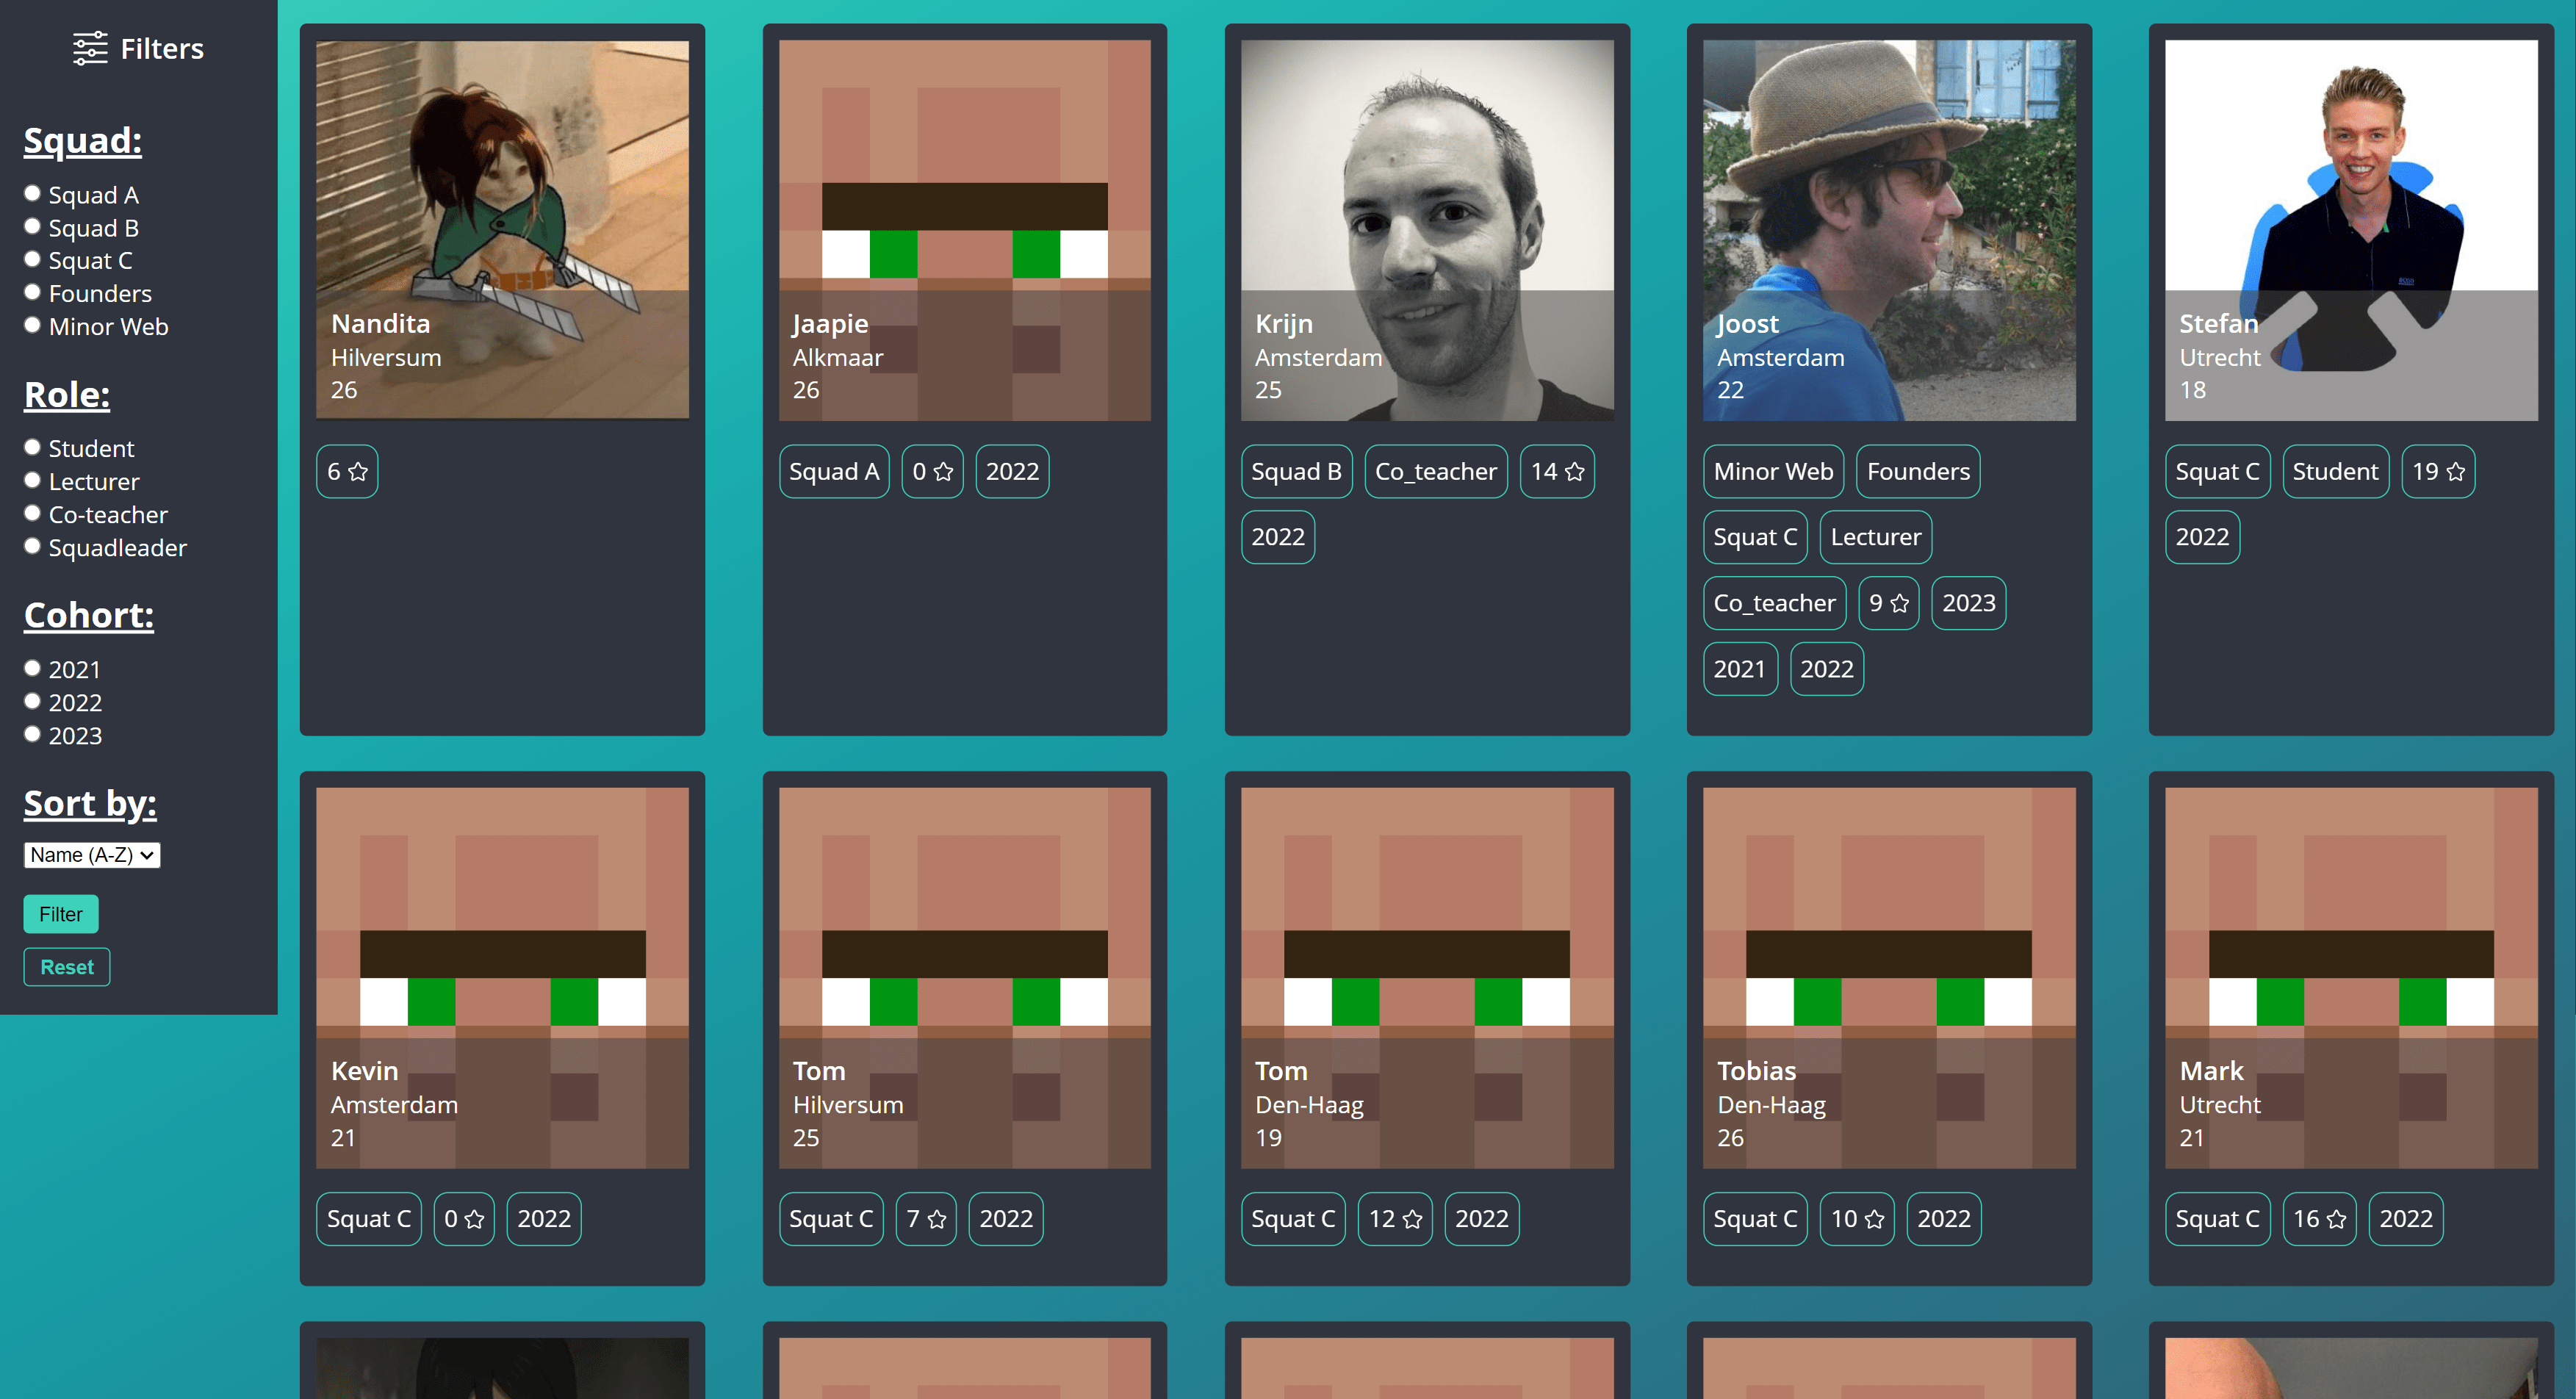 Filters
Squad:
Squad A
Squad B
Squat C
Founders
Minor Web
Role:
Student
Lecturer
Co-teacher
Squadleader
Cohort:
2021
2022
2023
Sort by:
Name (A-Z)
Filter
Reset
Nandita
Hilversum
26
6
Jaapie
Alkmaar
26
Squad A 0 2022
Krijn
Amsterdam
25
Squad B Co_teacher 14
2022
Joost
Amsterdam
22
Minor Web Founders
Squat C Lecturer
Co_teacher 9 2023
2021 2022
Stefan
Utrecht
18
Squat C Student 19
2022
Kevin
Amsterdam
21
Squat C 0 2022
Tom
Hilversum
25
Squat C 7 2022
Tom
Den-Haag
19
Squat C 12 2022
Tobias
Den-Haag
26
Squat C 10 2022
Mark
Utrecht
21
Squat C 16 2022